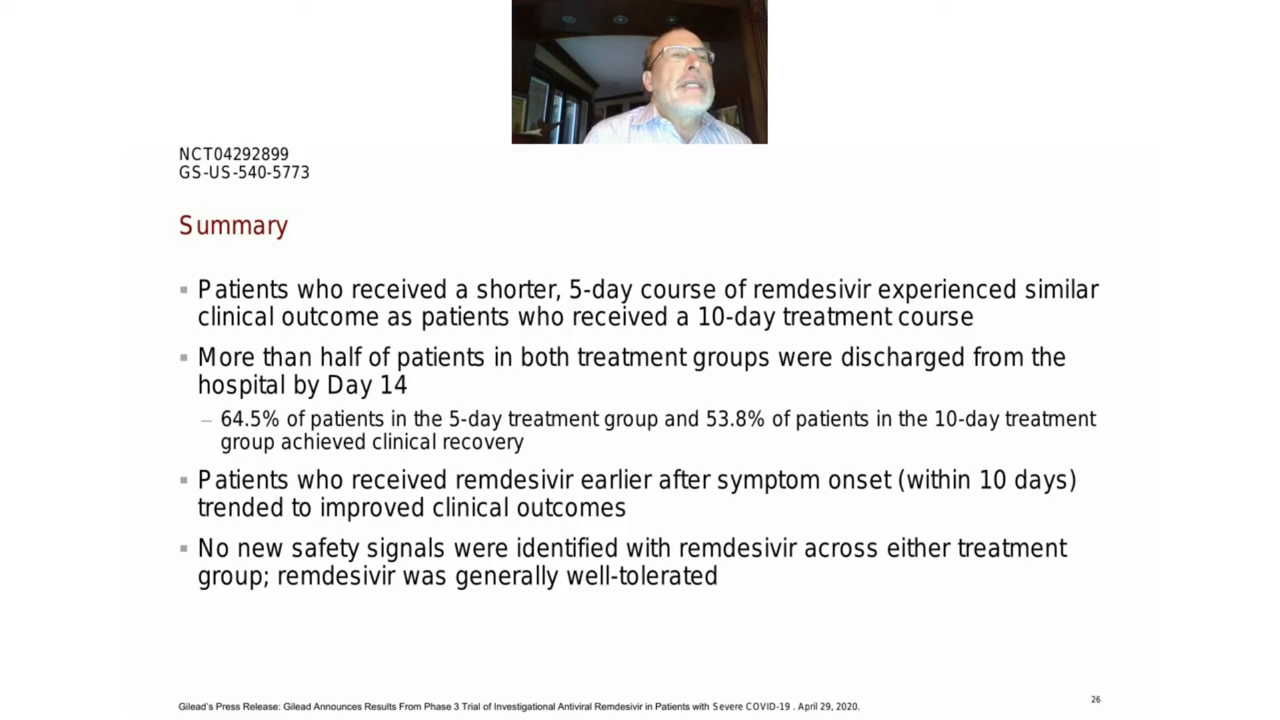 NCT04292899
GS-US-540-5773
Summary
▪ Patients who received a shorter, 5-day course of remdesivir experienced similar
clinical outcome as patients who received a 10-day treatment course
▪ More than half of patients in both treatment groups were discharged from the
hospital by Day 14
– 64.5% of patients in the 5-day treatment group and 53.8% of patients in the 10-day treatment
group achieved clinical recovery
▪ Patients who received remdesivir earlier after symptom onset (within 10 days)
trended to improved clinical outcomes
▪ No new safety signals were identified with remdesivir across either treatment
group; remdesivir was generally well-tolerated
Gilead's Press Release: Gilead Announces Results From Phase 3 Trial of Investigational Antiviral Remdesivir in Patients with Severe COVID-19 . April 29, 2020.
26